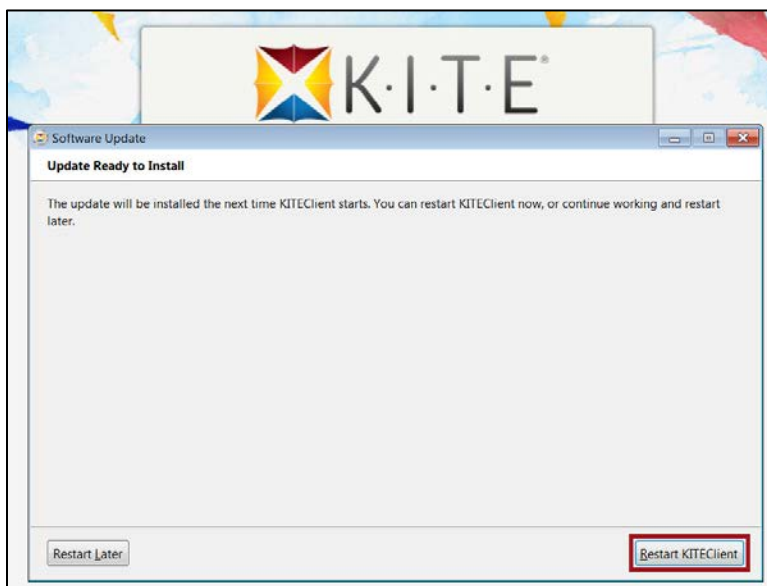 K·I·T·E®
Software Update
Update Ready to Install
The update will be installed the next time KITEClient starts. You can restart KITEClient now, or continue working and restart
later.
Restart Later
Restart KITEClient